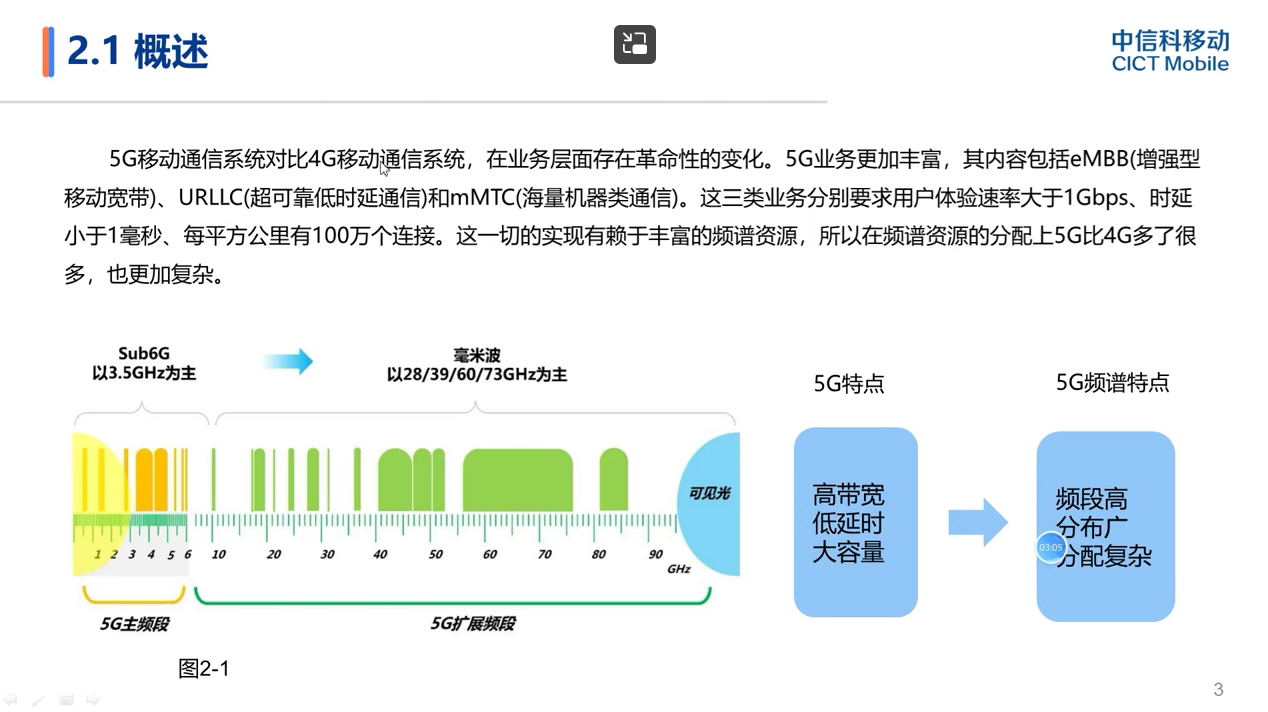 2.1 概述
中信科移动
CICT Mobile
5G移动通信系统对比4G移动通信系统，在业务层面存在革命性的变化。5G业务更加丰富，其内容包括eMBB(增强型
移动宽带)、URLLC(超可靠低时延通信)和mMTC(海量机器类通信)。这三类业务分别要求用户体验速率大于1Gbps、时延
小于1毫秒、每平方公里有100万个连接。这一切的实现有赖于丰富的频谱资源，所以在频谱资源的分配上5G比4G多了很
多，也更加复杂。
Sub6G
以3.5GHz为主
毫米波
以28/39/60/73GHz为主
可见光
1 2 3 4 5 6 10 20 30 40 50 60 70 80 90
GHz
5G主频段
5G扩展频段
图2-1
5G特点
高带宽
低延时
大容量
5G频谱特点
频段高
分布广
分配复杂
03:05
3